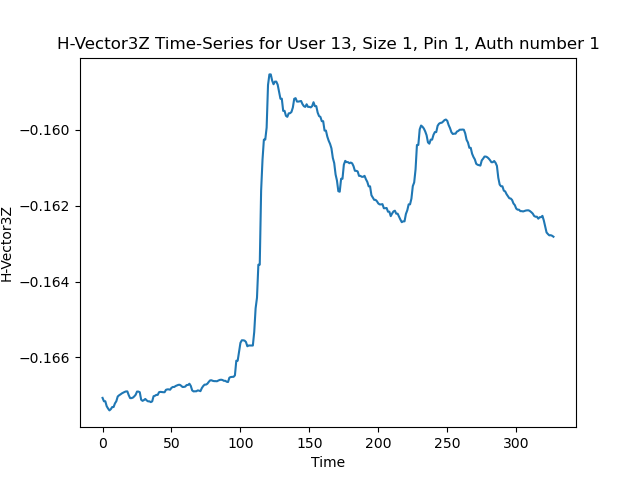 H-Vector3Z Time-Series for User 13, Size 1, Pin 1, Auth number 1
H-Vector3Z
−0.160
−0.162
−0.164
−0.166
0 50 100 150 200 250 300
Time